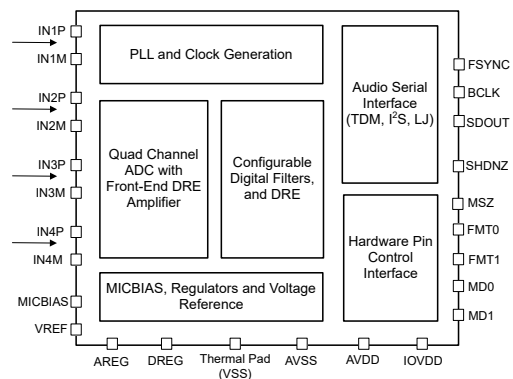 IN1P
IN1M
IN2P
IN2M
IN3P
IN3M
IN4P
IN4M
MICBIAS
VREF
PLL and Clock Generation
Quad Channel
ADC with
Front-End DRE
Amplifier
Configurable
Digital Filters,
and DRE
MICBIAS, Regulators and Voltage
Reference
Audio Serial
Interface
(TDM, I²S, LJ)
Hardware Pin
Control
Interface
FSYNC
BCLK
SDOUT
SHDNZ
MSZ
FMT0
FMT1
MD0
MD1
AREG
DREG
Thermal Pad
(VSS)
AVSS
AVDD
IOVDD